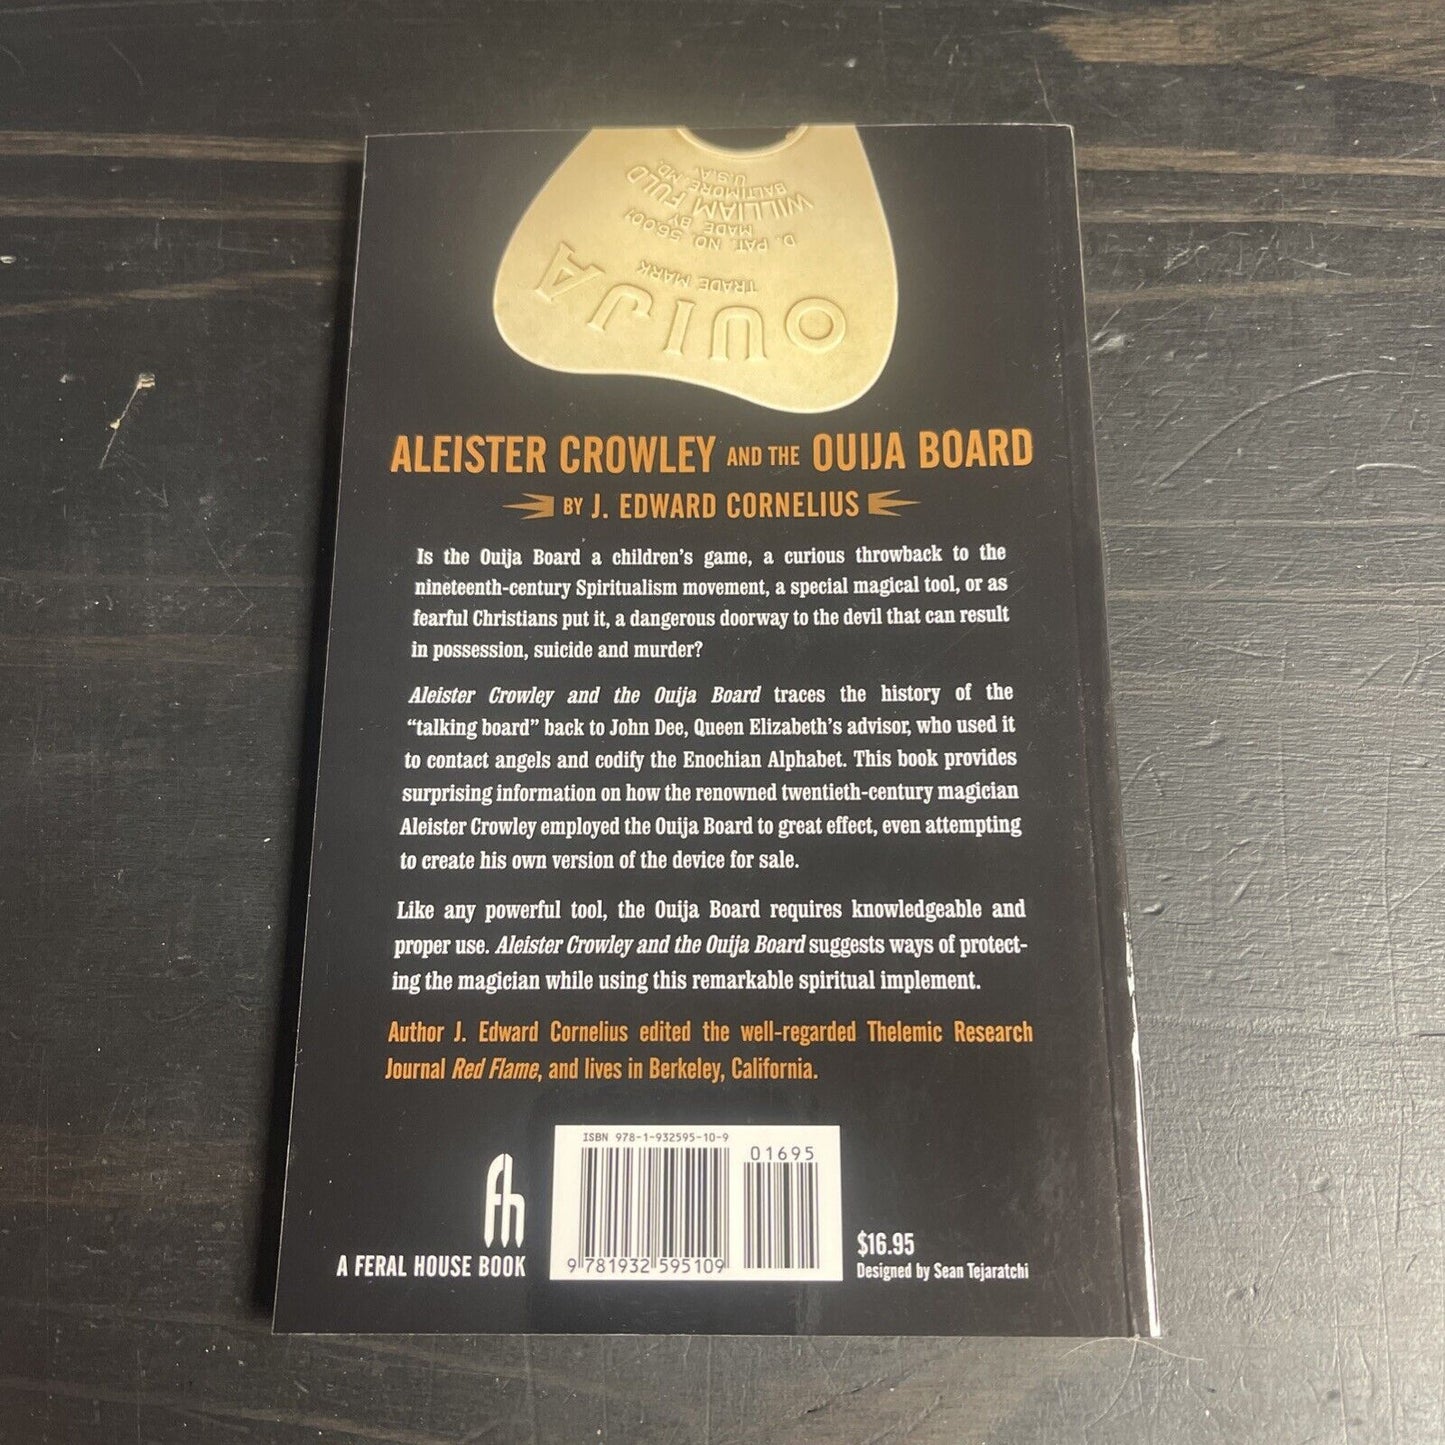 OUIJA
TRADE MARK
D. PAT. NO. 56,001
MADE BY
WILLIAM FULD
BALTIMORE, MD.
U.S.A.
ALEISTER CROWLEY AND THE OUIJA BOARD
BY J. EDWARD CORNELIUS
Is the Ouija Board a children's game, a curious throwback to the
nineteenth-century Spiritualism movement, a special magical tool, or as
fearful Christians put it, a dangerous doorway to the devil that can result
in possession, suicide and murder?
Aleister Crowley and the Ouija Board traces the history of the
“talking board” back to John Dee, Queen Elizabeth's advisor, who used it
to contact angels and codify the Enochian Alphabet. This book provides
surprising information on how the renowned twentieth-century magician
Aleister Crowley employed the Ouija Board to great effect, even attempting
to create his own version of the device for sale.
Like any powerful tool, the Ouija Board requires knowledgeable and
proper use. Aleister Crowley and the Ouija Board suggests ways of protect-
ing the magician while using this remarkable spiritual implement.
Author J. Edward Cornelius edited the well-regarded Thelemic Research
Journal Red Flame, and lives in Berkeley, California.
ISBN 978-1-932595-10-9
01695
9 781932 595109
fh
A FERAL HOUSE BOOK
$16.95
Designed by Sean Tejaratchi